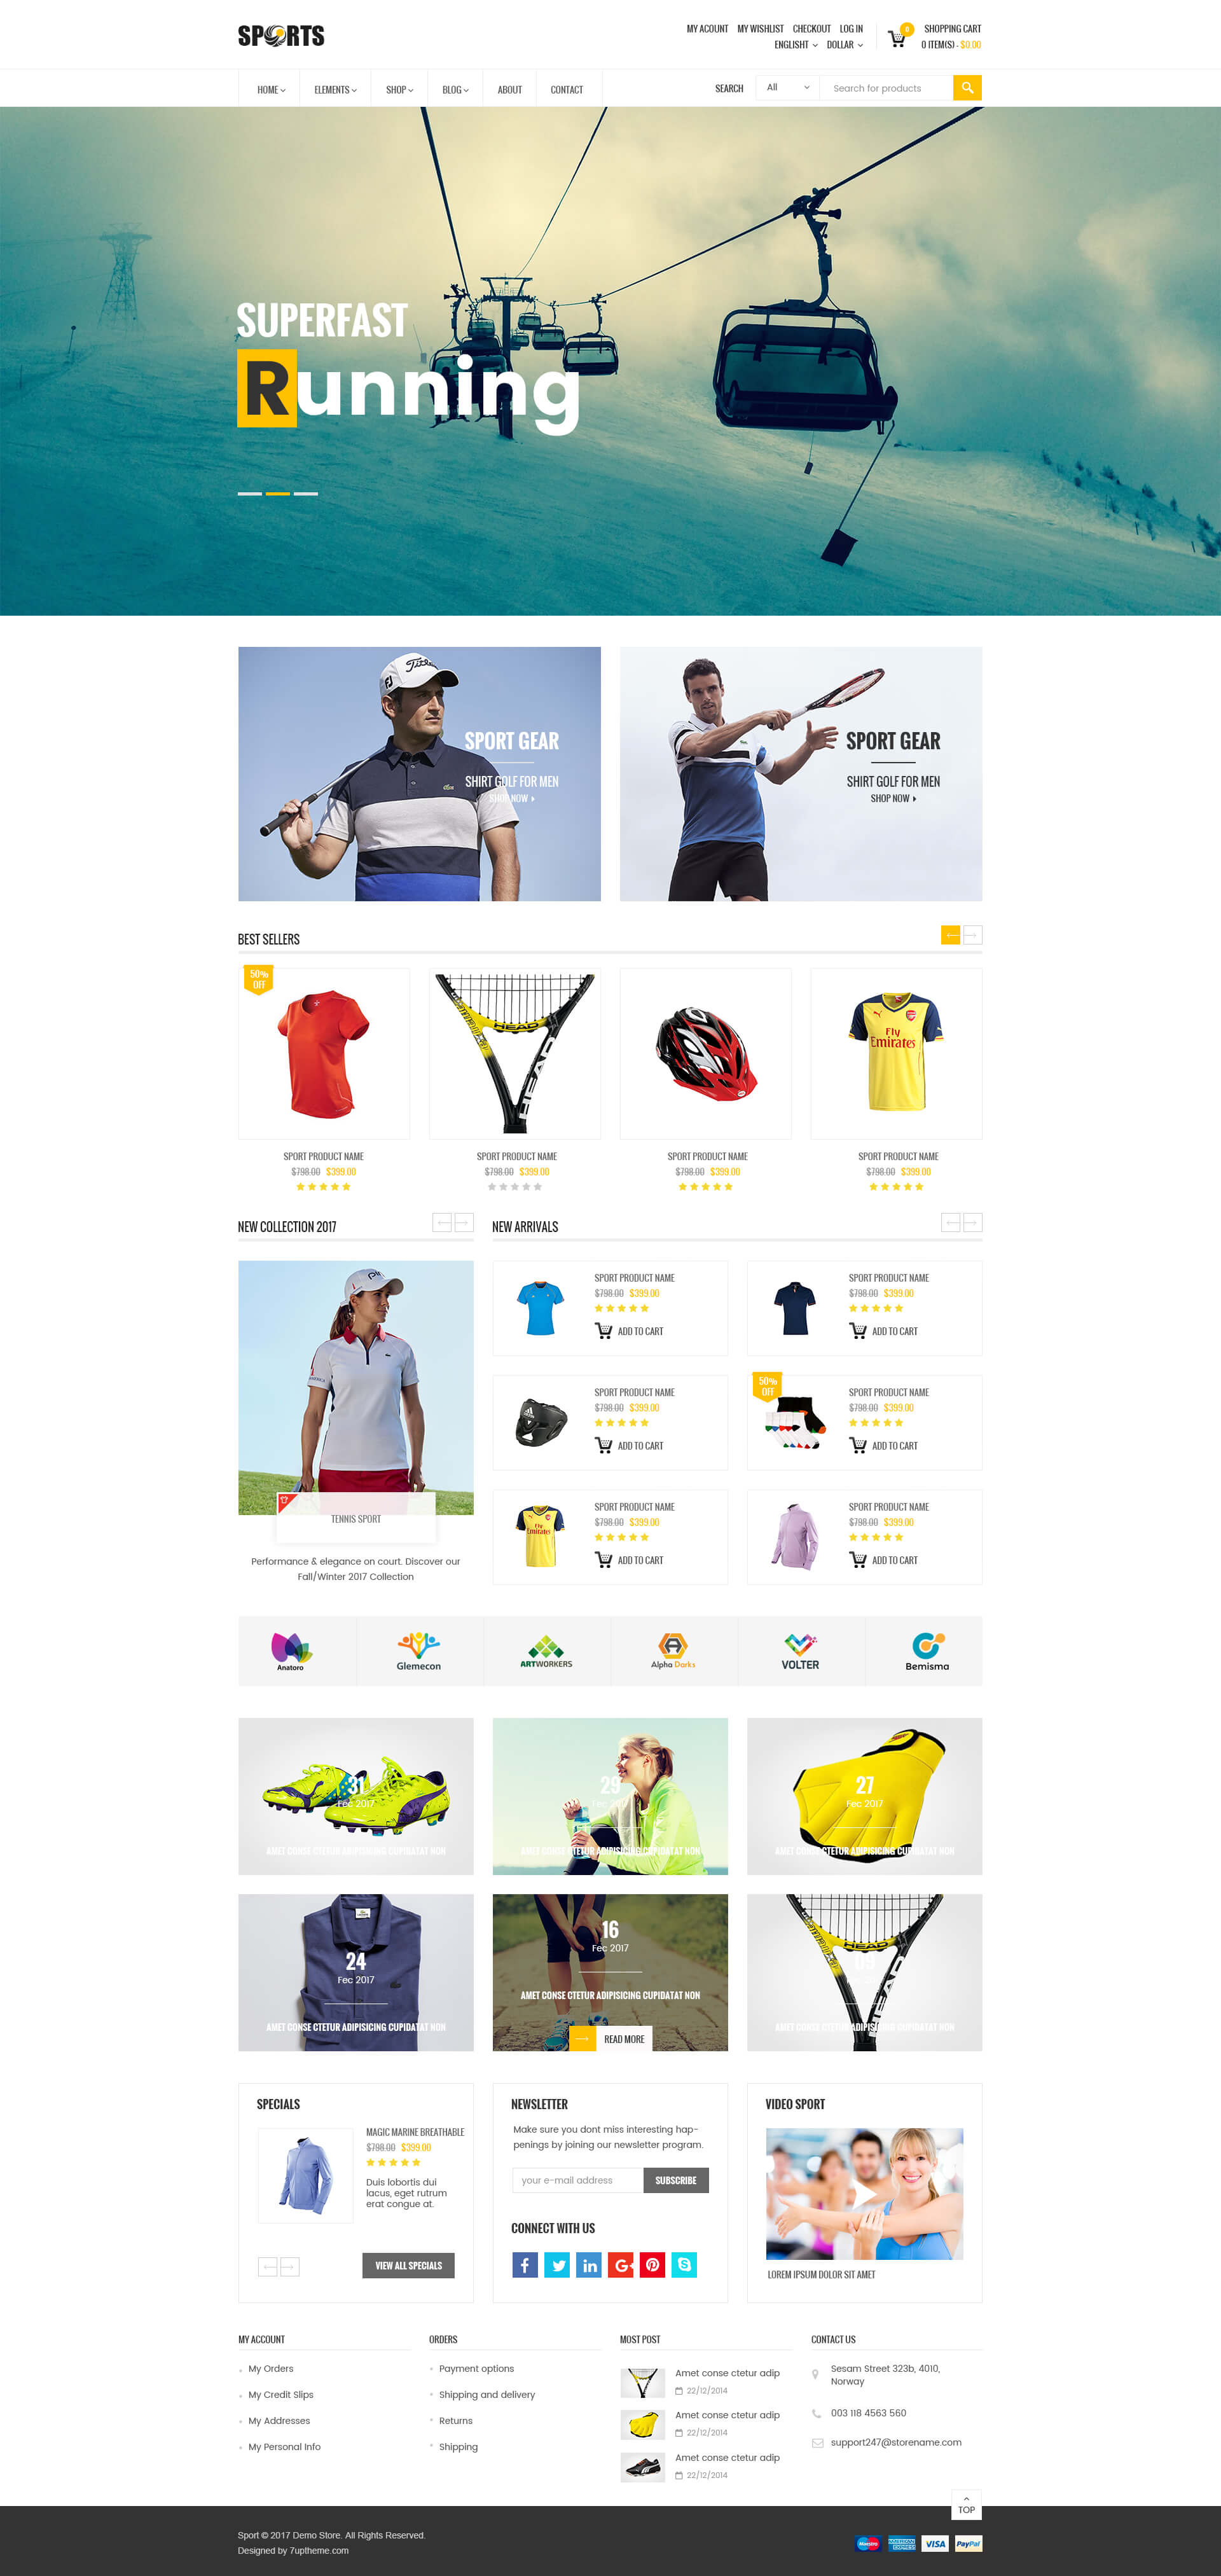 SPORTS
MY ACOUNT MY WISHLIST CHECKOUT LOG IN
ENGLISHT DOLLAR
0
SHOPPING CART
0 ITEM(S) - $0.00
HOME ELEMENTS SHOP BLOG ABOUT CONTACT
SEARCH All Search for products
SUPERFAST
Running
Titleist
FJ
SPORT GEAR
SHIRT GOLF FOR MEN
SHOP NOW
SPORT GEAR
SHIRT GOLF FOR MEN
SHOP NOW
BEST SELLERS
50%
OFF
HEAD
HEAD
Fly
Emirates
SPORT PRODUCT NAME
$798.00 $399.00
SPORT PRODUCT NAME
$798.00 $399.00
SPORT PRODUCT NAME
$798.00 $399.00
SPORT PRODUCT NAME
$798.00 $399.00
NEW COLLECTION 2017
NEW ARRIVALS
TENNIS SPORT
Performance & elegance on court. Discover our
Fall/Winter 2017 Collection
SPORT PRODUCT NAME
$798.00 $399.00
ADD TO CART
SPORT PRODUCT NAME
$798.00 $399.00
ADD TO CART
SPORT PRODUCT NAME
$798.00 $399.00
ADD TO CART
50%
OFF
SPORT PRODUCT NAME
$798.00 $399.00
ADD TO CART
Emirates
SPORT PRODUCT NAME
$798.00 $399.00
ADD TO CART
SPORT PRODUCT NAME
$798.00 $399.00
ADD TO CART
Anatoro
Glemecon
ARTWORKERS
Alpha Darks
VOLTER
Bemisma
31
Fec 2017
AMET CONSE CTETUR ADIPISICING CUPIDATAT NON
29
Fec 2017
AMET CONSE CTETUR ADIPISICING CUPIDATAT NON
27
Fec 2017
AMET CONSE CTETUR ADIPISICING CUPIDATAT NON
24
Fec 2017
AMET CONSE CTETUR ADIPISICING CUPIDATAT NON
16
Fec 2017
AMET CONSE CTETUR ADIPISICING CUPIDATAT NON
READ MORE
HEAD
HEAD
AMET CONSE CTETUR ADIPISICING CUPIDATAT NON
SPECIALS
MAGIC MARINE BREATHABLE
$798.00 $399.00
Duis lobortis dui
lacus, eget rutrum
erat congue at.
VIEW ALL SPECIALS
NEWSLETTER
Make sure you dont miss interesting hap-
penings by joining our newsletter program.
your e-mail address SUBSCRIBE
CONNECT WITH US
VIDEO SPORT
LOREM IPSUM DOLOR SIT AMET
MY ACCOUNT
My Orders
My Credit Slips
My Addresses
My Personal Info
ORDERS
Payment options
Shipping and delivery
Returns
Shipping
MOST POST
Amet conse ctetur adip
22/12/2014
Amet conse ctetur adip
22/12/2014
Amet conse ctetur adip
22/12/2014
CONTACT US
Sesam Street 323b, 4010,
Norway
003 118 4563 560
support247@storename.com
TOP
Sport © 2017 Demo Store. All Rights Reserved.
Designed by 7uptheme.com
Maestro
AMERICAN EXPRESS
VISA
PayPal